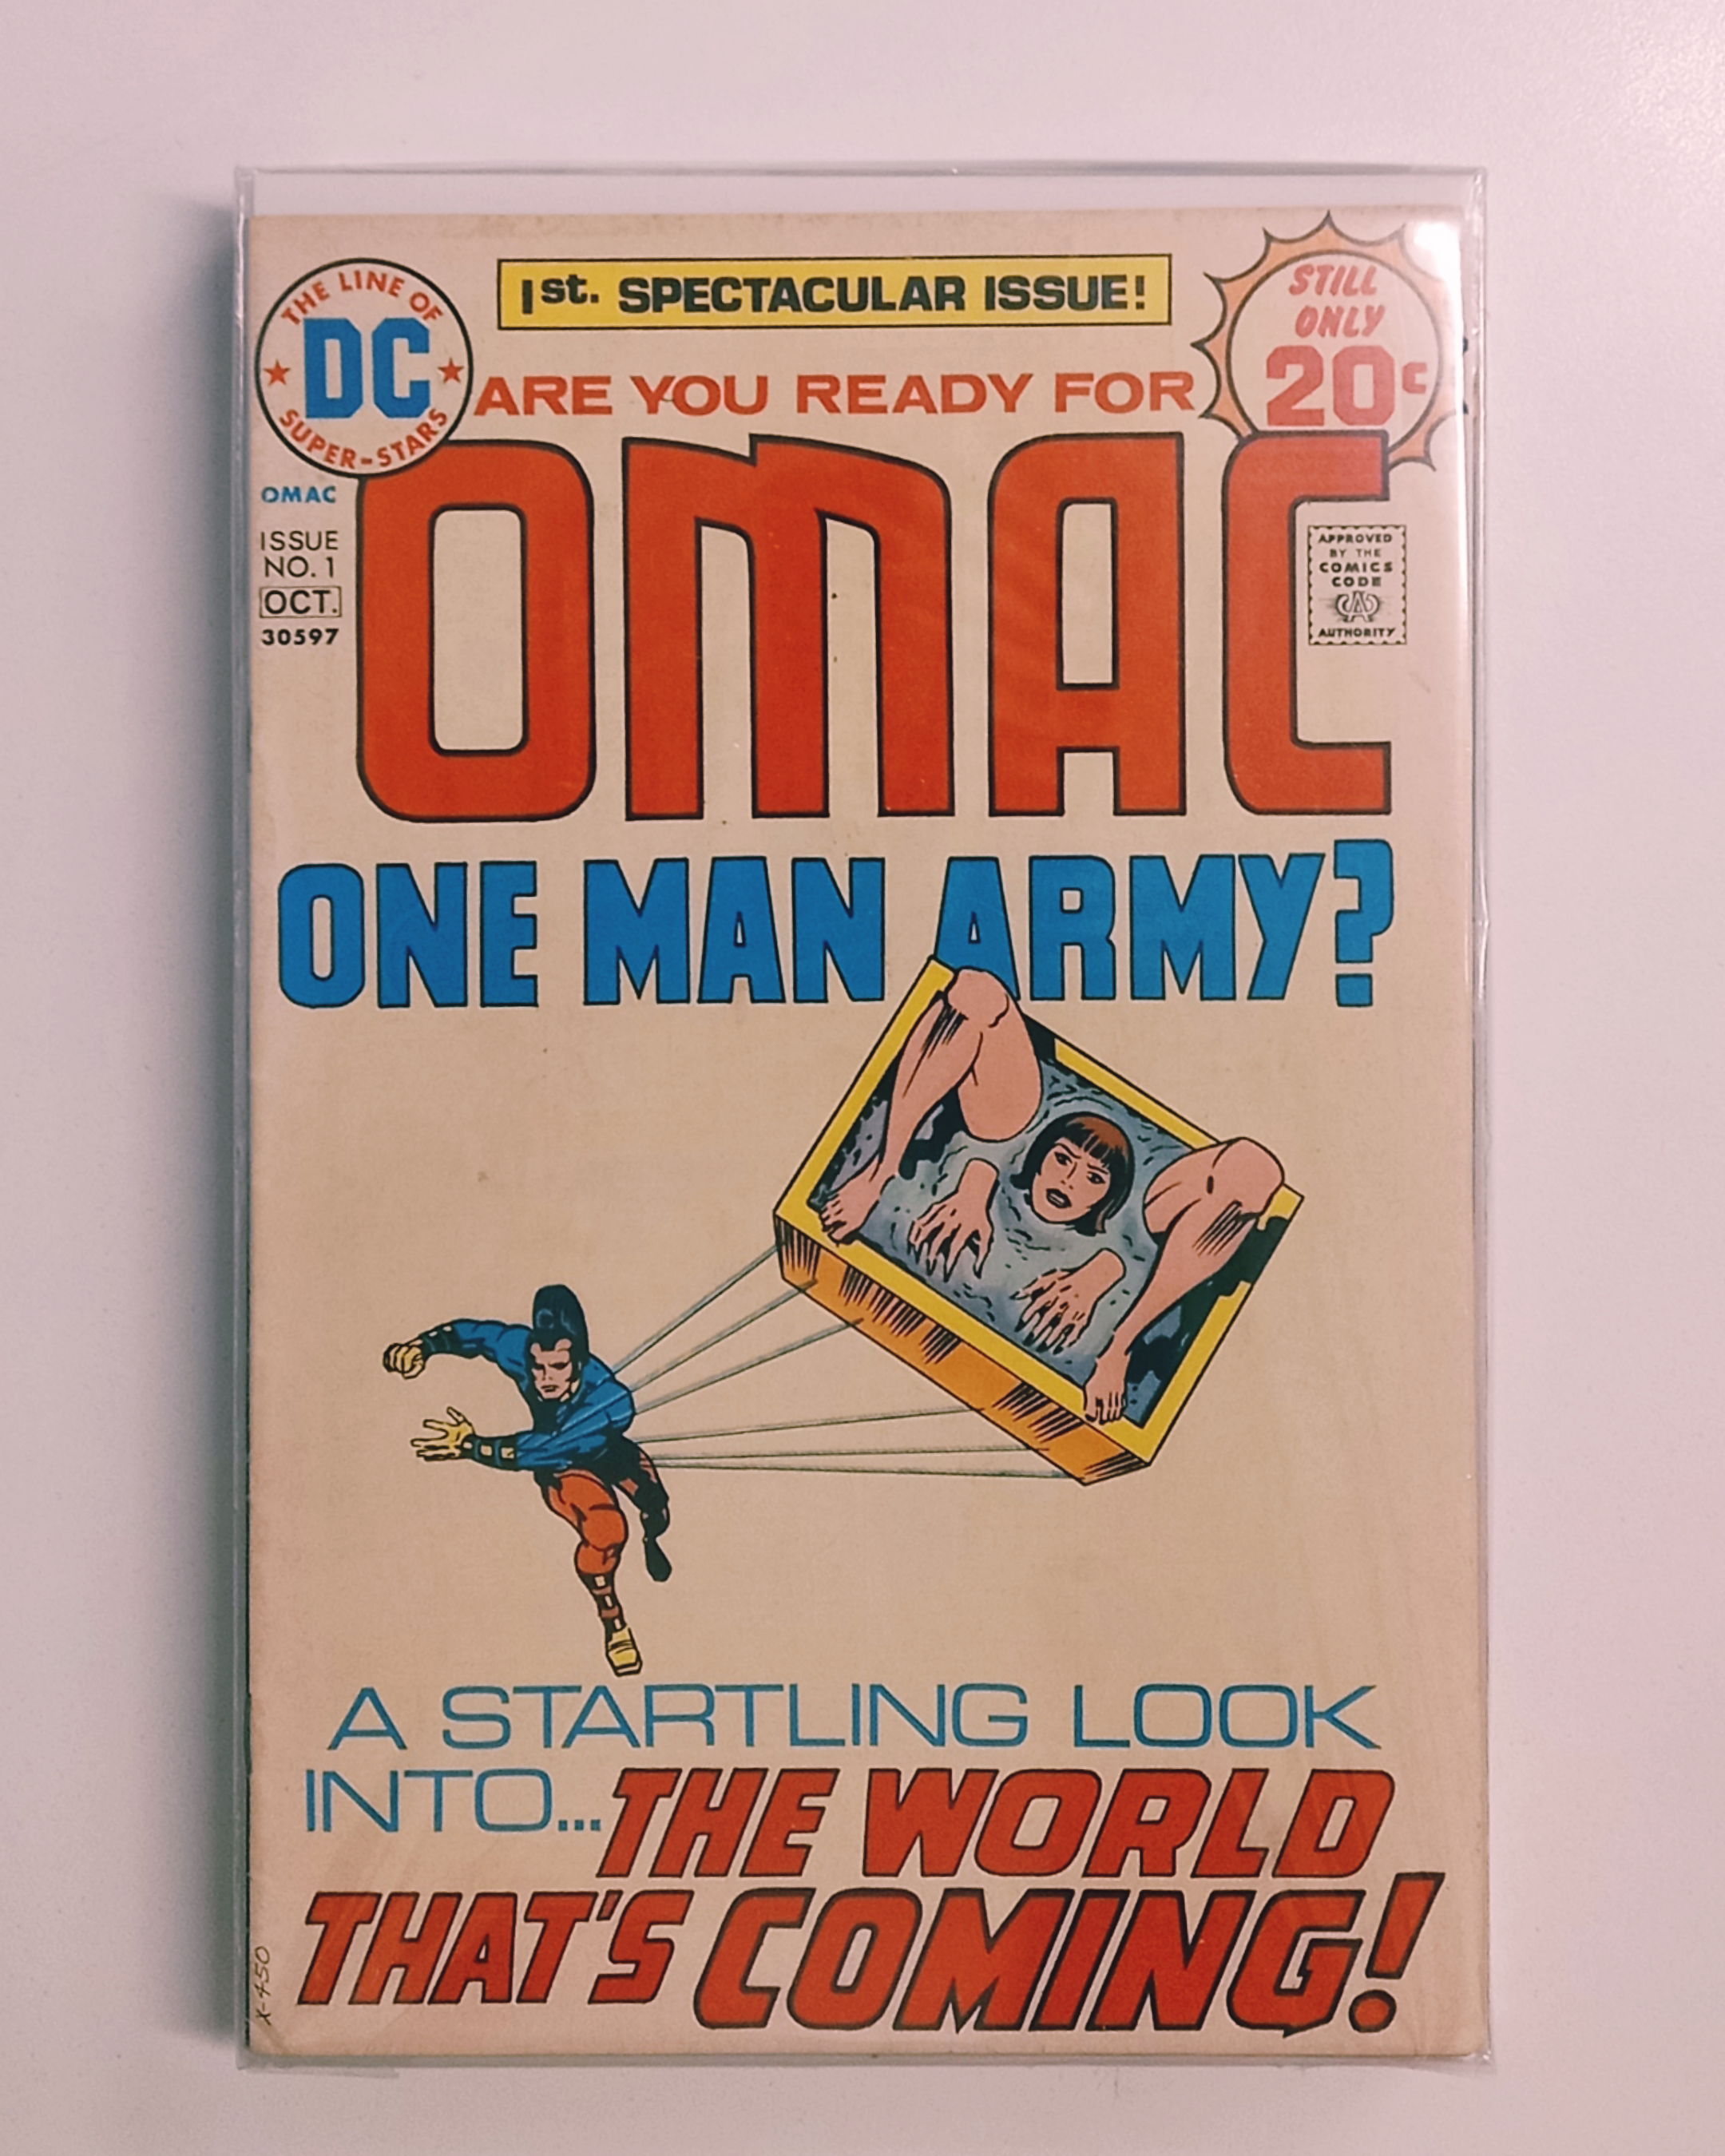 THE LINE OF
DC
SUPER-STARS
1st. SPECTACULAR ISSUE!
STILL
ONLY
20¢
ARE YOU READY FOR
OMAC
OMAC
ISSUE
NO. 1
OCT.
30597
APPROVED
BY THE
COMICS
CODE
CA
AUTHORITY
ONE MAN ARMY?
A STARTLING LOOK
INTO...THE WORLD
THAT'S COMING!
X-450